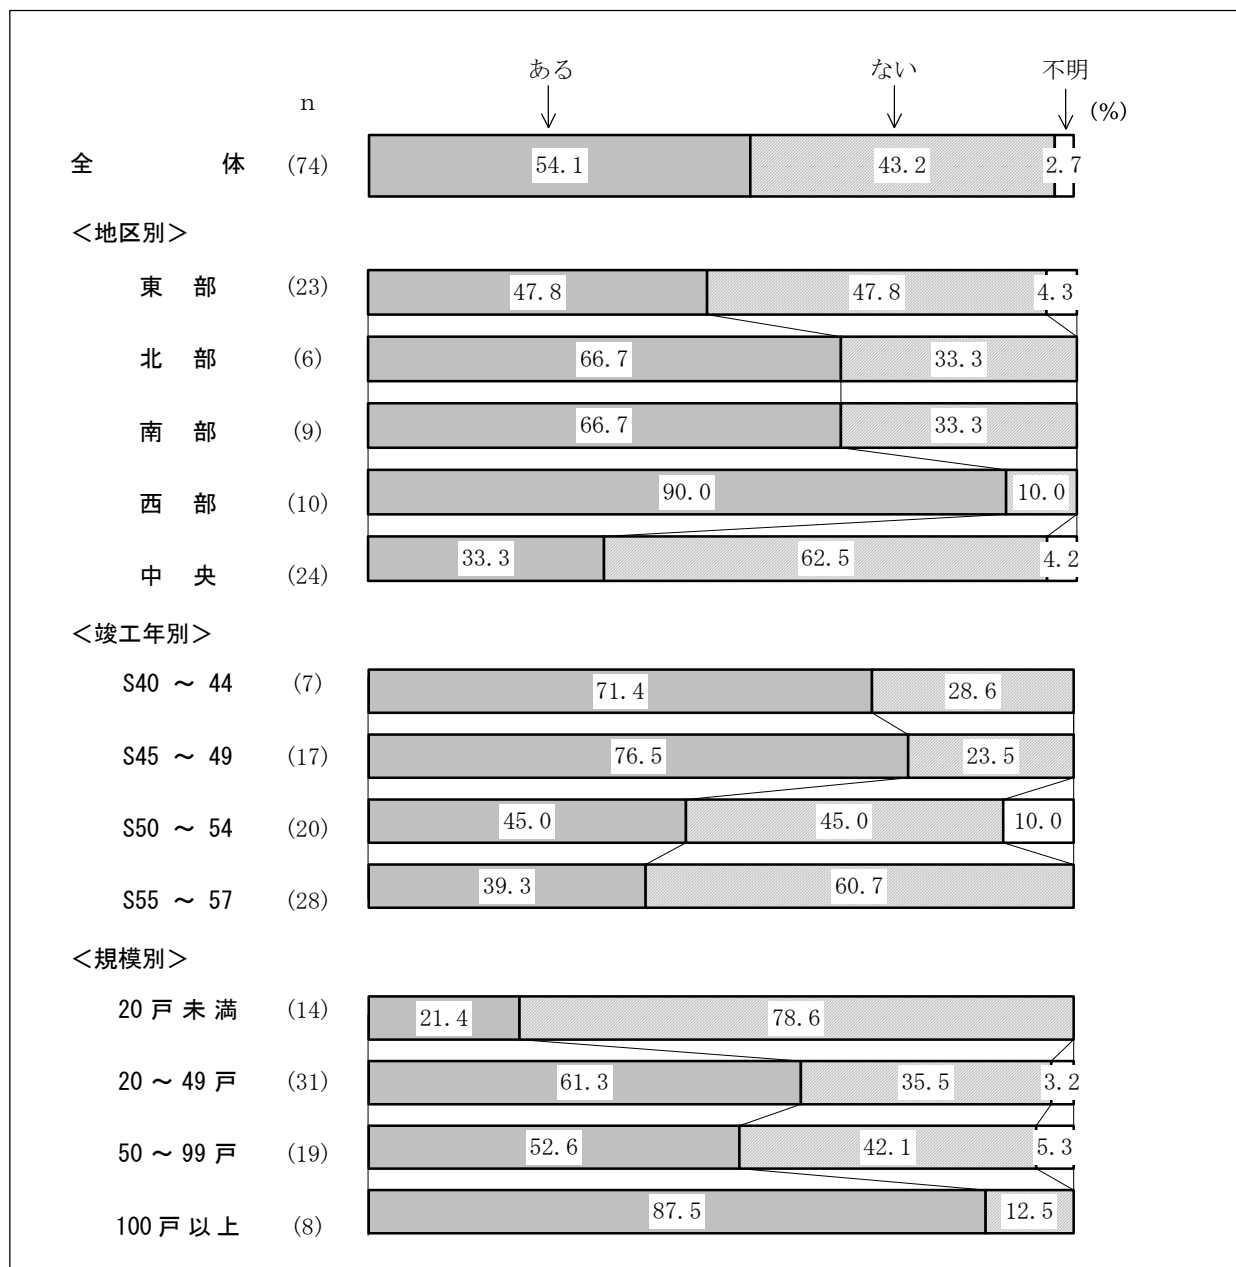 ある ない 不明
n (%)
全 体 (74) 54.1 43.2 2.7
＜地区別＞
東 部 (23) 47.8 47.8 4.3
北 部 (6) 66.7 33.3
南 部 (9) 66.7 33.3
西 部 (10) 90.0 10.0
中 央 (24) 33.3 62.5 4.2
＜竣工年別＞
S40 ～ 44 (7) 71.4 28.6
S45 ～ 49 (17) 76.5 23.5
S50 ～ 54 (20) 45.0 45.0 10.0
S55 ～ 57 (28) 39.3 60.7
＜規模別＞
20 戸 未 満 (14) 21.4 78.6
20 ～ 49 戸 (31) 61.3 35.5 3.2
50 ～ 99 戸 (19) 52.6 42.1 5.3
100 戸 以 上 (8) 87.5 12.5